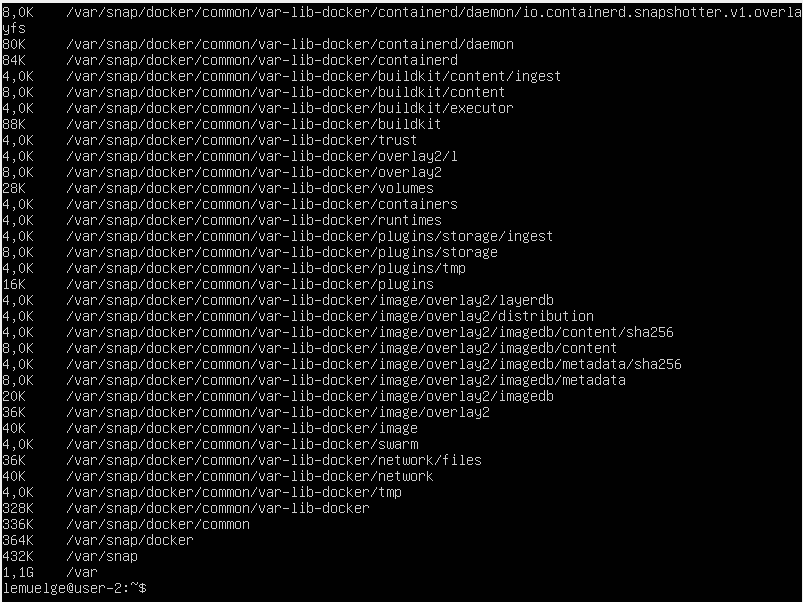 8,0K /var/snap/docker/common/var-lib-docker/containerd/daemon/io.containerd.snapshotter.v1.overla
yfs
80K /var/snap/docker/common/var-lib-docker/containerd/daemon
84K /var/snap/docker/common/var-lib-docker/containerd
4,0K /var/snap/docker/common/var-lib-docker/buildkit/content/ingest
8,0K /var/snap/docker/common/var-lib-docker/buildkit/content
4,0K /var/snap/docker/common/var-lib-docker/buildkit/executor
88K /var/snap/docker/common/var-lib-docker/buildkit
4,0K /var/snap/docker/common/var-lib-docker/trust
4,0K /var/snap/docker/common/var-lib-docker/overlay2/l
8,0K /var/snap/docker/common/var-lib-docker/overlay2
28K /var/snap/docker/common/var-lib-docker/volumes
4,0K /var/snap/docker/common/var-lib-docker/containers
4,0K /var/snap/docker/common/var-lib-docker/runtimes
4,0K /var/snap/docker/common/var-lib-docker/plugins/storage/ingest
8,0K /var/snap/docker/common/var-lib-docker/plugins/storage
4,0K /var/snap/docker/common/var-lib-docker/plugins/tmp
16K /var/snap/docker/common/var-lib-docker/plugins
4,0K /var/snap/docker/common/var-lib-docker/image/overlay2/layerdb
4,0K /var/snap/docker/common/var-lib-docker/image/overlay2/distribution
4,0K /var/snap/docker/common/var-lib-docker/image/overlay2/imagedb/content/sha256
8,0K /var/snap/docker/common/var-lib-docker/image/overlay2/imagedb/content
4,0K /var/snap/docker/common/var-lib-docker/image/overlay2/imagedb/metadata/sha256
8,0K /var/snap/docker/common/var-lib-docker/image/overlay2/imagedb/metadata
20K /var/snap/docker/common/var-lib-docker/image/overlay2/imagedb
36K /var/snap/docker/common/var-lib-docker/image/overlay2
40K /var/snap/docker/common/var-lib-docker/image
4,0K /var/snap/docker/common/var-lib-docker/swarm
36K /var/snap/docker/common/var-lib-docker/network/files
40K /var/snap/docker/common/var-lib-docker/network
4,0K /var/snap/docker/common/var-lib-docker/tmp
328K /var/snap/docker/common/var-lib-docker
336K /var/snap/docker/common
364K /var/snap/docker
432K /var/snap
1,1G /var
lemuelge@user-2:~$